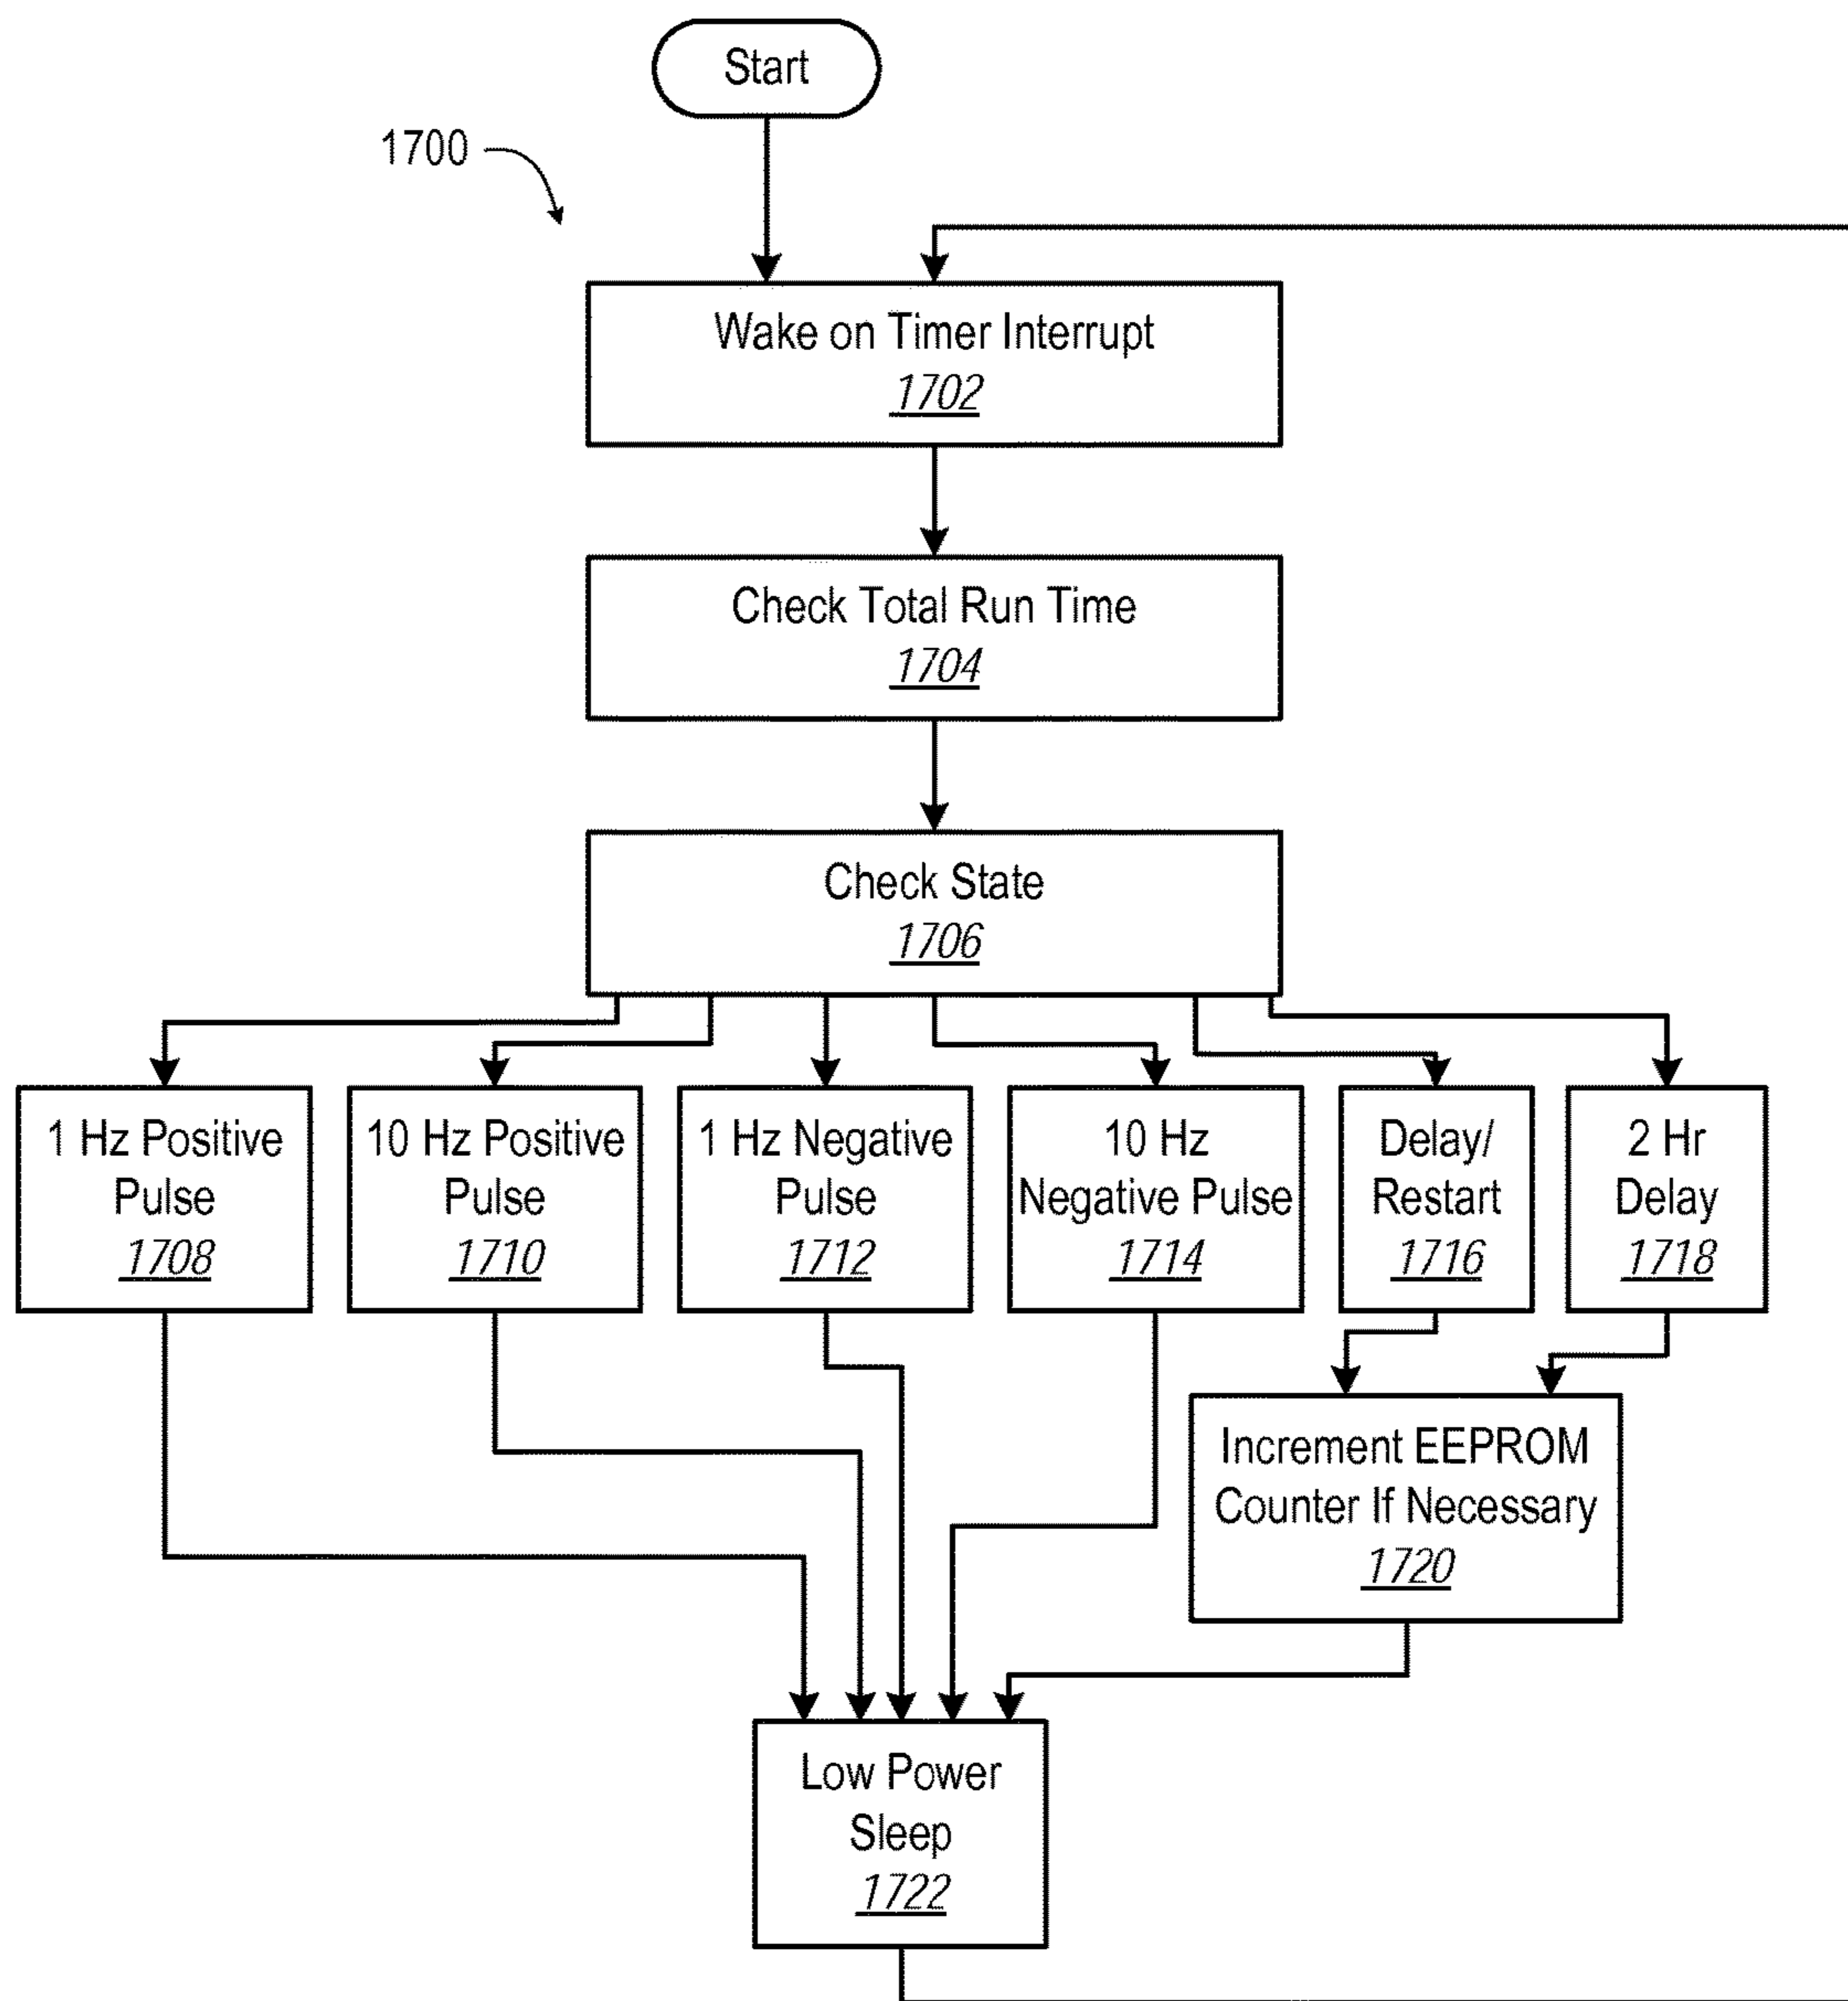 Start
1700
Wake on Timer Interrupt
1702
Check Total Run Time
1704
Check State
1706
1 Hz Positive
Pulse
1708
10 Hz Positive
Pulse
1710
1 Hz Negative
Pulse
1712
10 Hz
Negative Pulse
1714
Delay/
Restart
1716
2 Hr
Delay
1718
Increment EEPROM
Counter If Necessary
1720
Low Power
Sleep
1722